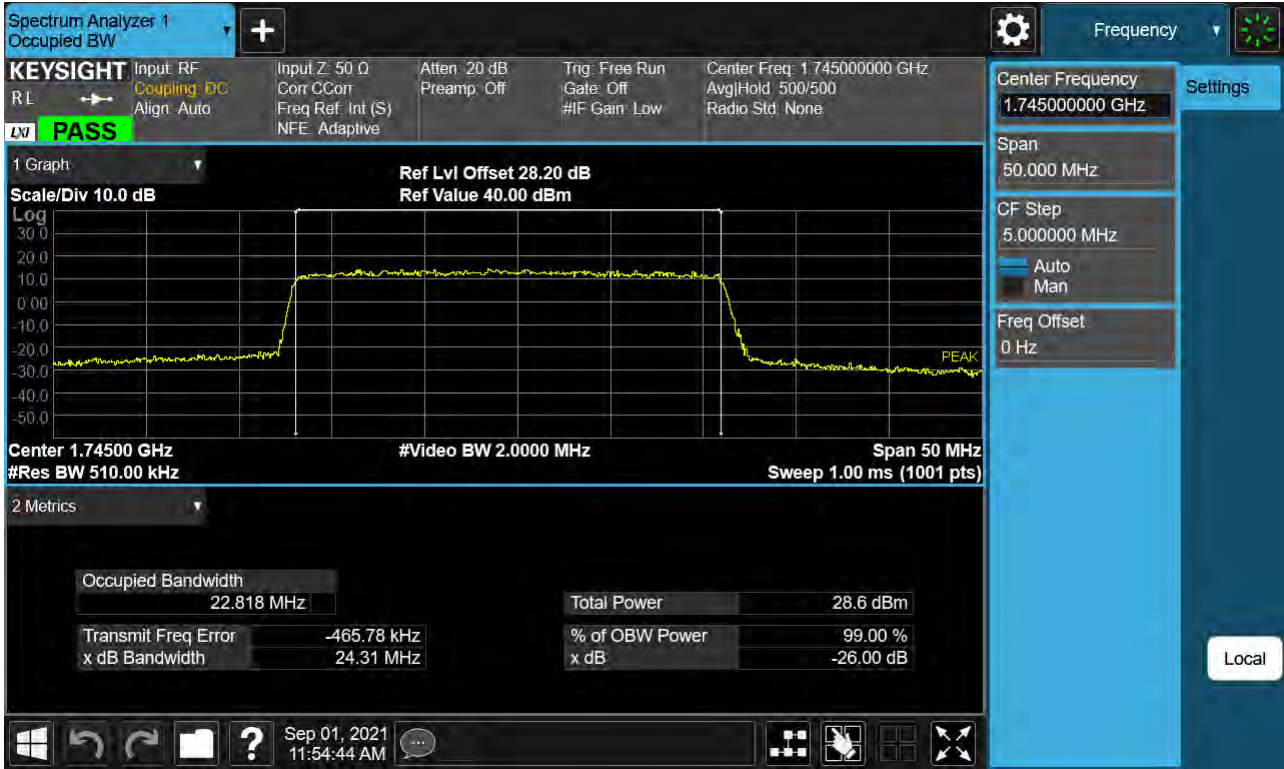 Spectrum Analyzer 1
Occupied BW
Frequency
KEYSIGHT
R L
LXI
PASS
Input: RF
Coupling: DC
Align: Auto
Input Z: 50 Ω
Corr CCorr
Freq Ref: Int (S)
NFE: Adaptive
Atten: 20 dB
Preamp: Off
Trig: Free Run
Gate: Off
#IF Gain: Low
Center Freq: 1.745000000 GHz
Avg|Hold: 500/500
Radio Std: None
Center Frequency
1.745000000 GHz
Settings
Span
50.000 MHz
CF Step
5.000000 MHz
Auto
Man
Freq Offset
0 Hz
Local
1 Graph
Scale/Div 10.0 dB
Ref Lvl Offset 28.20 dB
Ref Value 40.00 dBm
Log
30.0
20.0
10.0
0.00
-10.0
-20.0
-30.0
-40.0
-50.0
PEAK
Center 1.74500 GHz
#Video BW 2.0000 MHz
Span 50 MHz
#Res BW 510.00 kHz
Sweep 1.00 ms (1001 pts)
2 Metrics
Occupied Bandwidth
22.818 MHz
Total Power 28.6 dBm
Transmit Freq Error -465.78 kHz
% of OBW Power 99.00 %
x dB Bandwidth 24.31 MHz
x dB -26.00 dB
?
Sep 01, 2021
11:54:44 AM